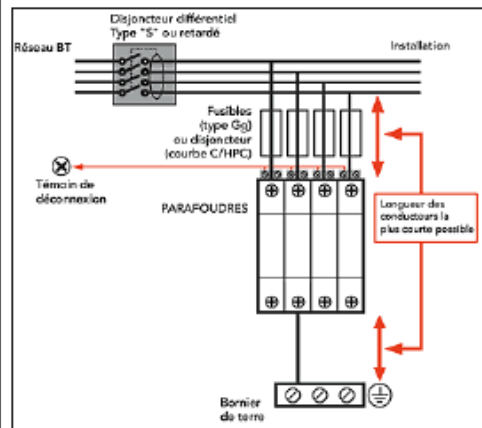 Disjoncteur différentiel
Type "S" ou retardé
Réseau BT
Installation
Fusibles
(type Gg)
ou disjoncteur
(courbe C/HPC)
Témoin de
déconnexion
PARAFOUDRES
Longueur des
conducteurs la
plus courte possible
Bornier
de terre